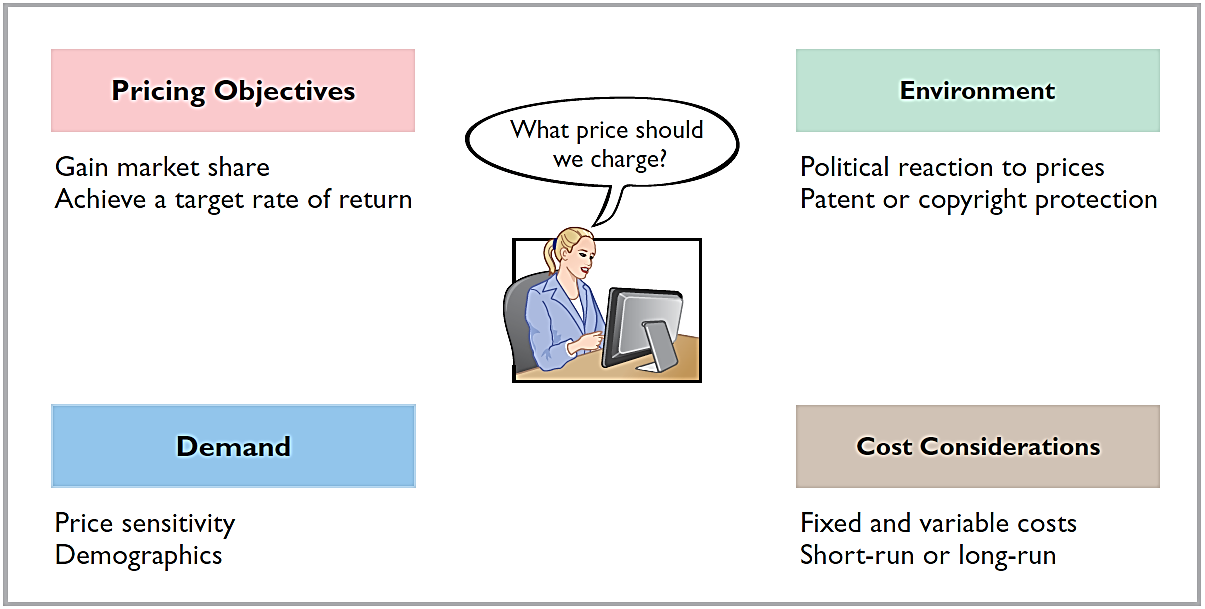 Pricing Objectives
Gain market share
Achieve a target rate of return
What price should
we charge?
Environment
Political reaction to prices
Patent or copyright protection
Demand
Price sensitivity
Demographics
Cost Considerations
Fixed and variable costs
Short-run or long-run